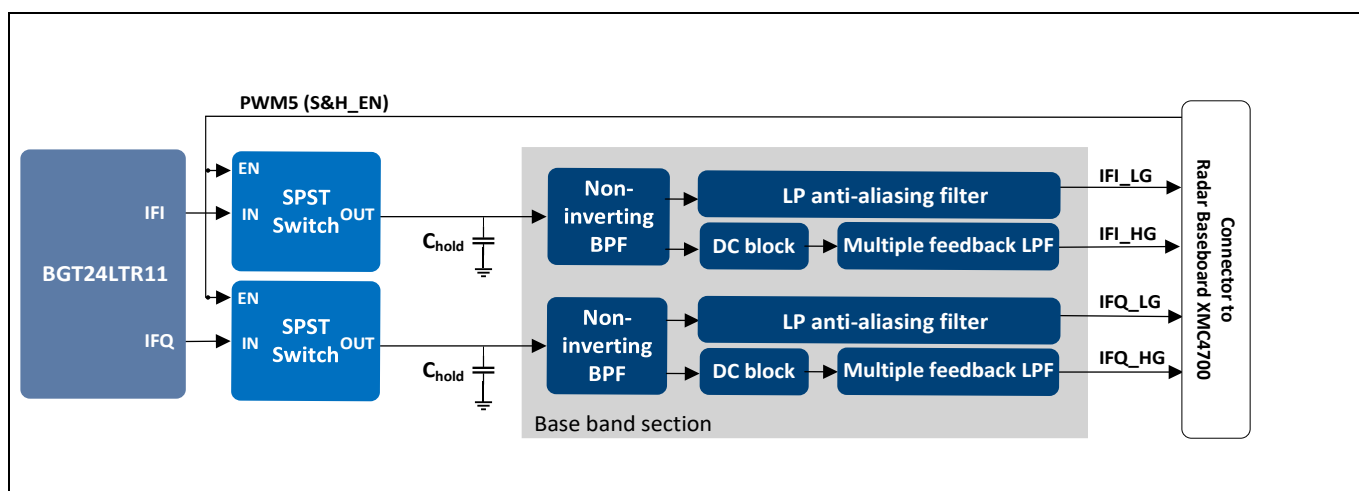 PWM5 (S&H_EN)
BGT24LTR11
IFI
IFQ
EN
IN
SPST
Switch
OUT
Chold
EN
IN
SPST
Switch
OUT
Chold
Non-
inverting
BPF
LP anti-aliasing filter
DC block
Multiple feedback LPF
Non-
inverting
BPF
LP anti-aliasing filter
DC block
Multiple feedback LPF
Base band section
IFI_LG
IFI_HG
IFQ_LG
IFQ_HG
Connector to
Radar Baseboard XMC4700